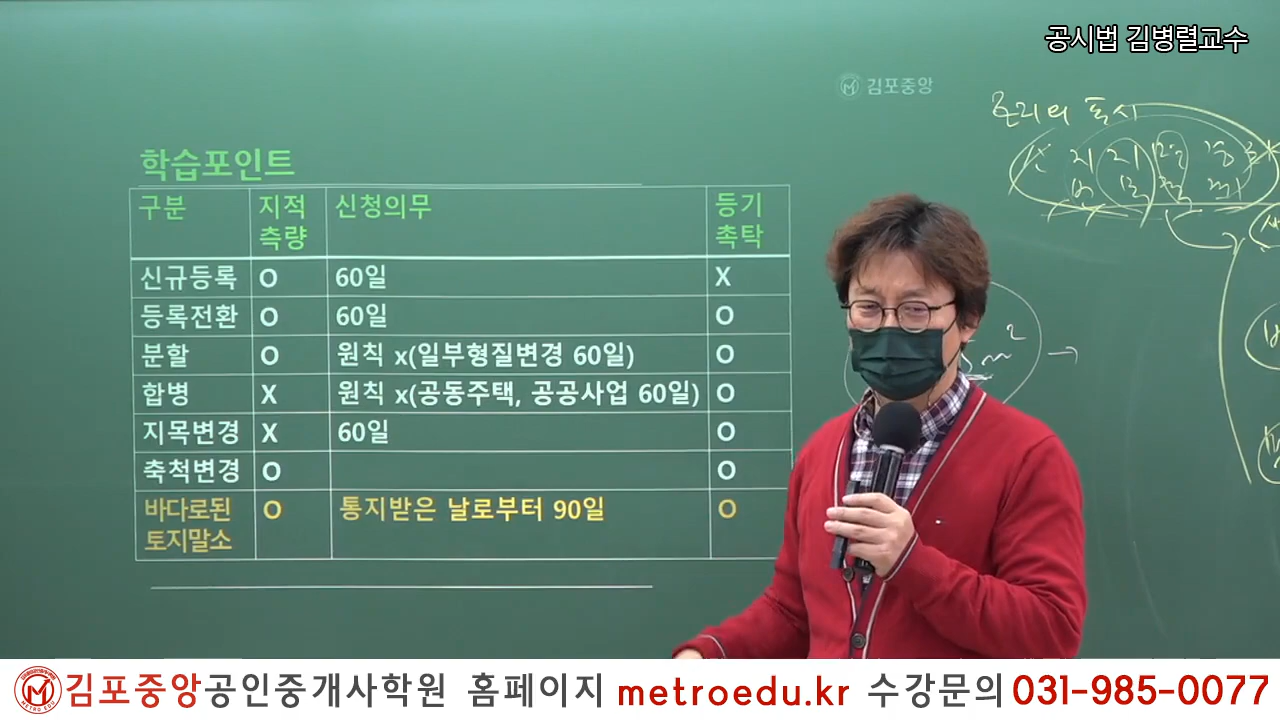 공시법 김병렬교수
김포중앙
학습포인트
구분 지적측량 신청의무 등기촉탁
신규등록 O 60일 X
등록전환 O 60일 O
분할 O 원칙 x(일부형질변경 60일) O
합병 X 원칙 x(공동주택, 공공사업 60일) O
지목변경 X 60일 O
축척변경 O O
바다로된 토지말소 O 통지받은 날로부터 90일 O
m²
김포중앙공인중개사학원 홈페이지 metroedu.kr 수강문의 031-985-0077
METRO EDU